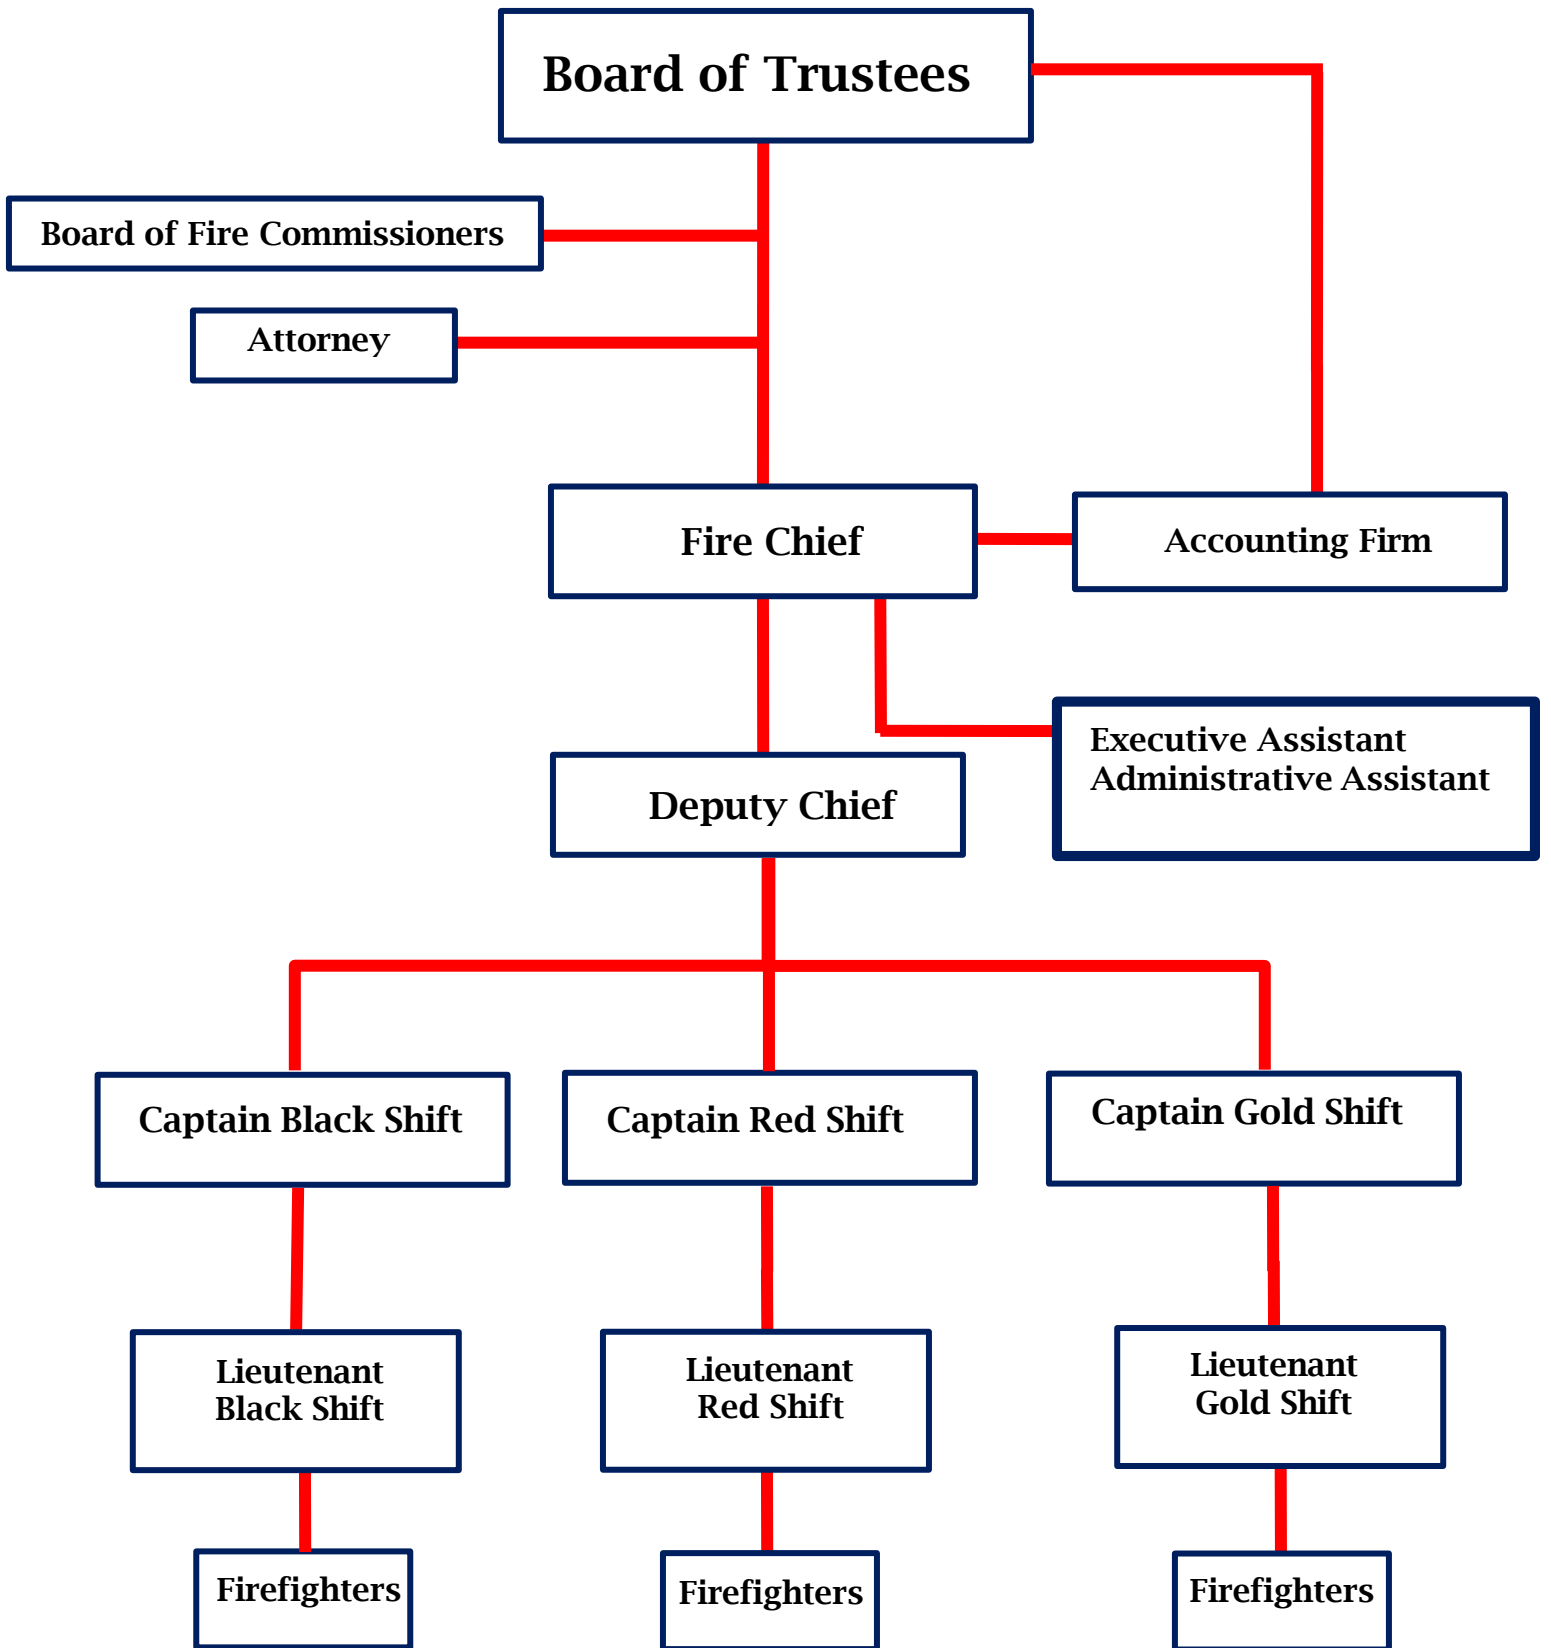 Board of Trustees
Board of Fire Commissioners
Attorney
Fire Chief
Accounting Firm
Executive Assistant
Administrative Assistant
Deputy Chief
Captain Black Shift
Captain Red Shift
Captain Gold Shift
Lieutenant
Black Shift
Lieutenant
Red Shift
Lieutenant
Gold Shift
Firefighters
Firefighters
Firefighters